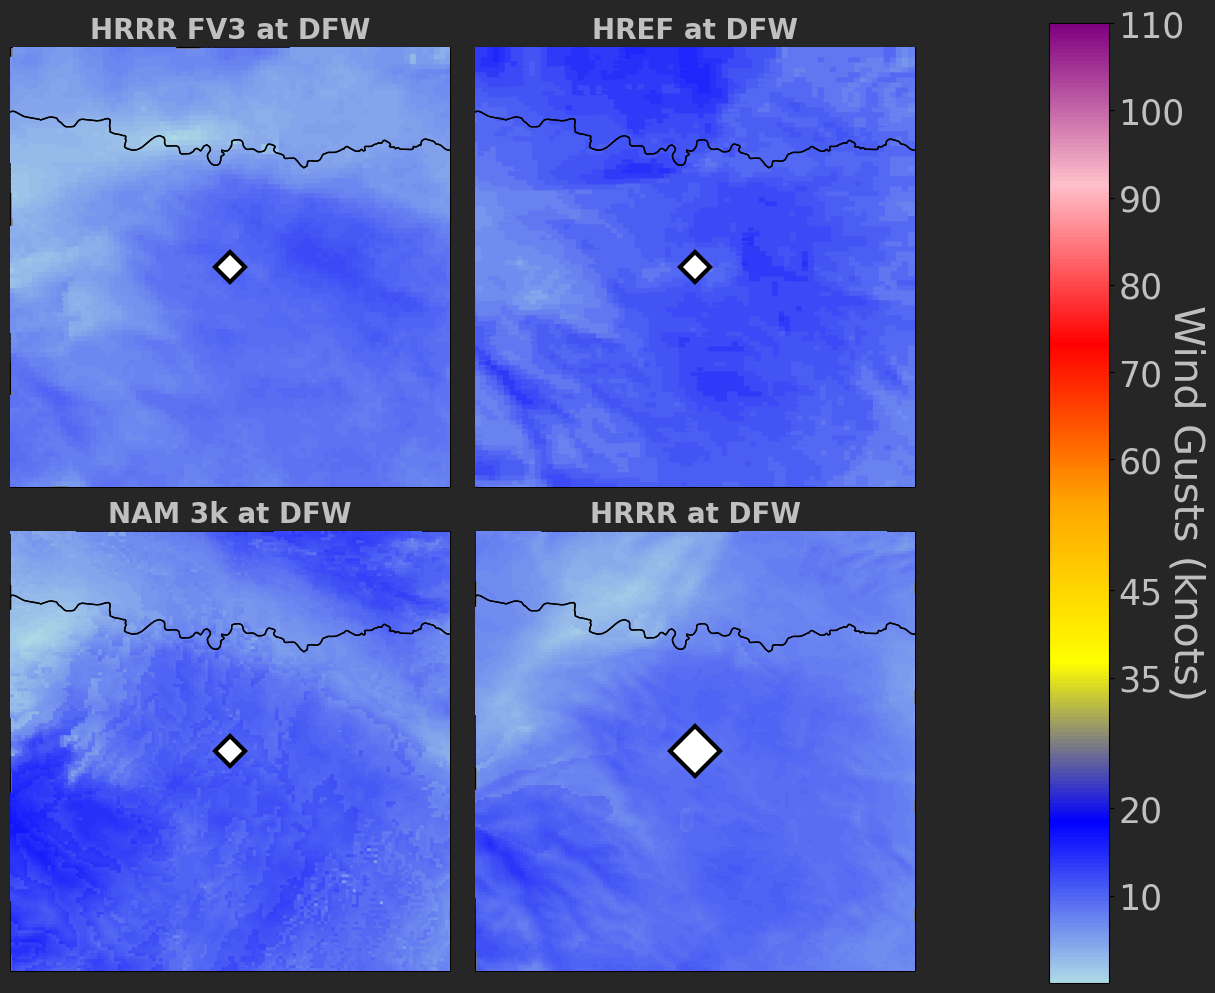 HRRR FV3 at DFW
HREF at DFW
NAM 3k at DFW
HRRR at DFW
110
100
90
80
70
60
45
35
20
10
Wind Gusts (knots)